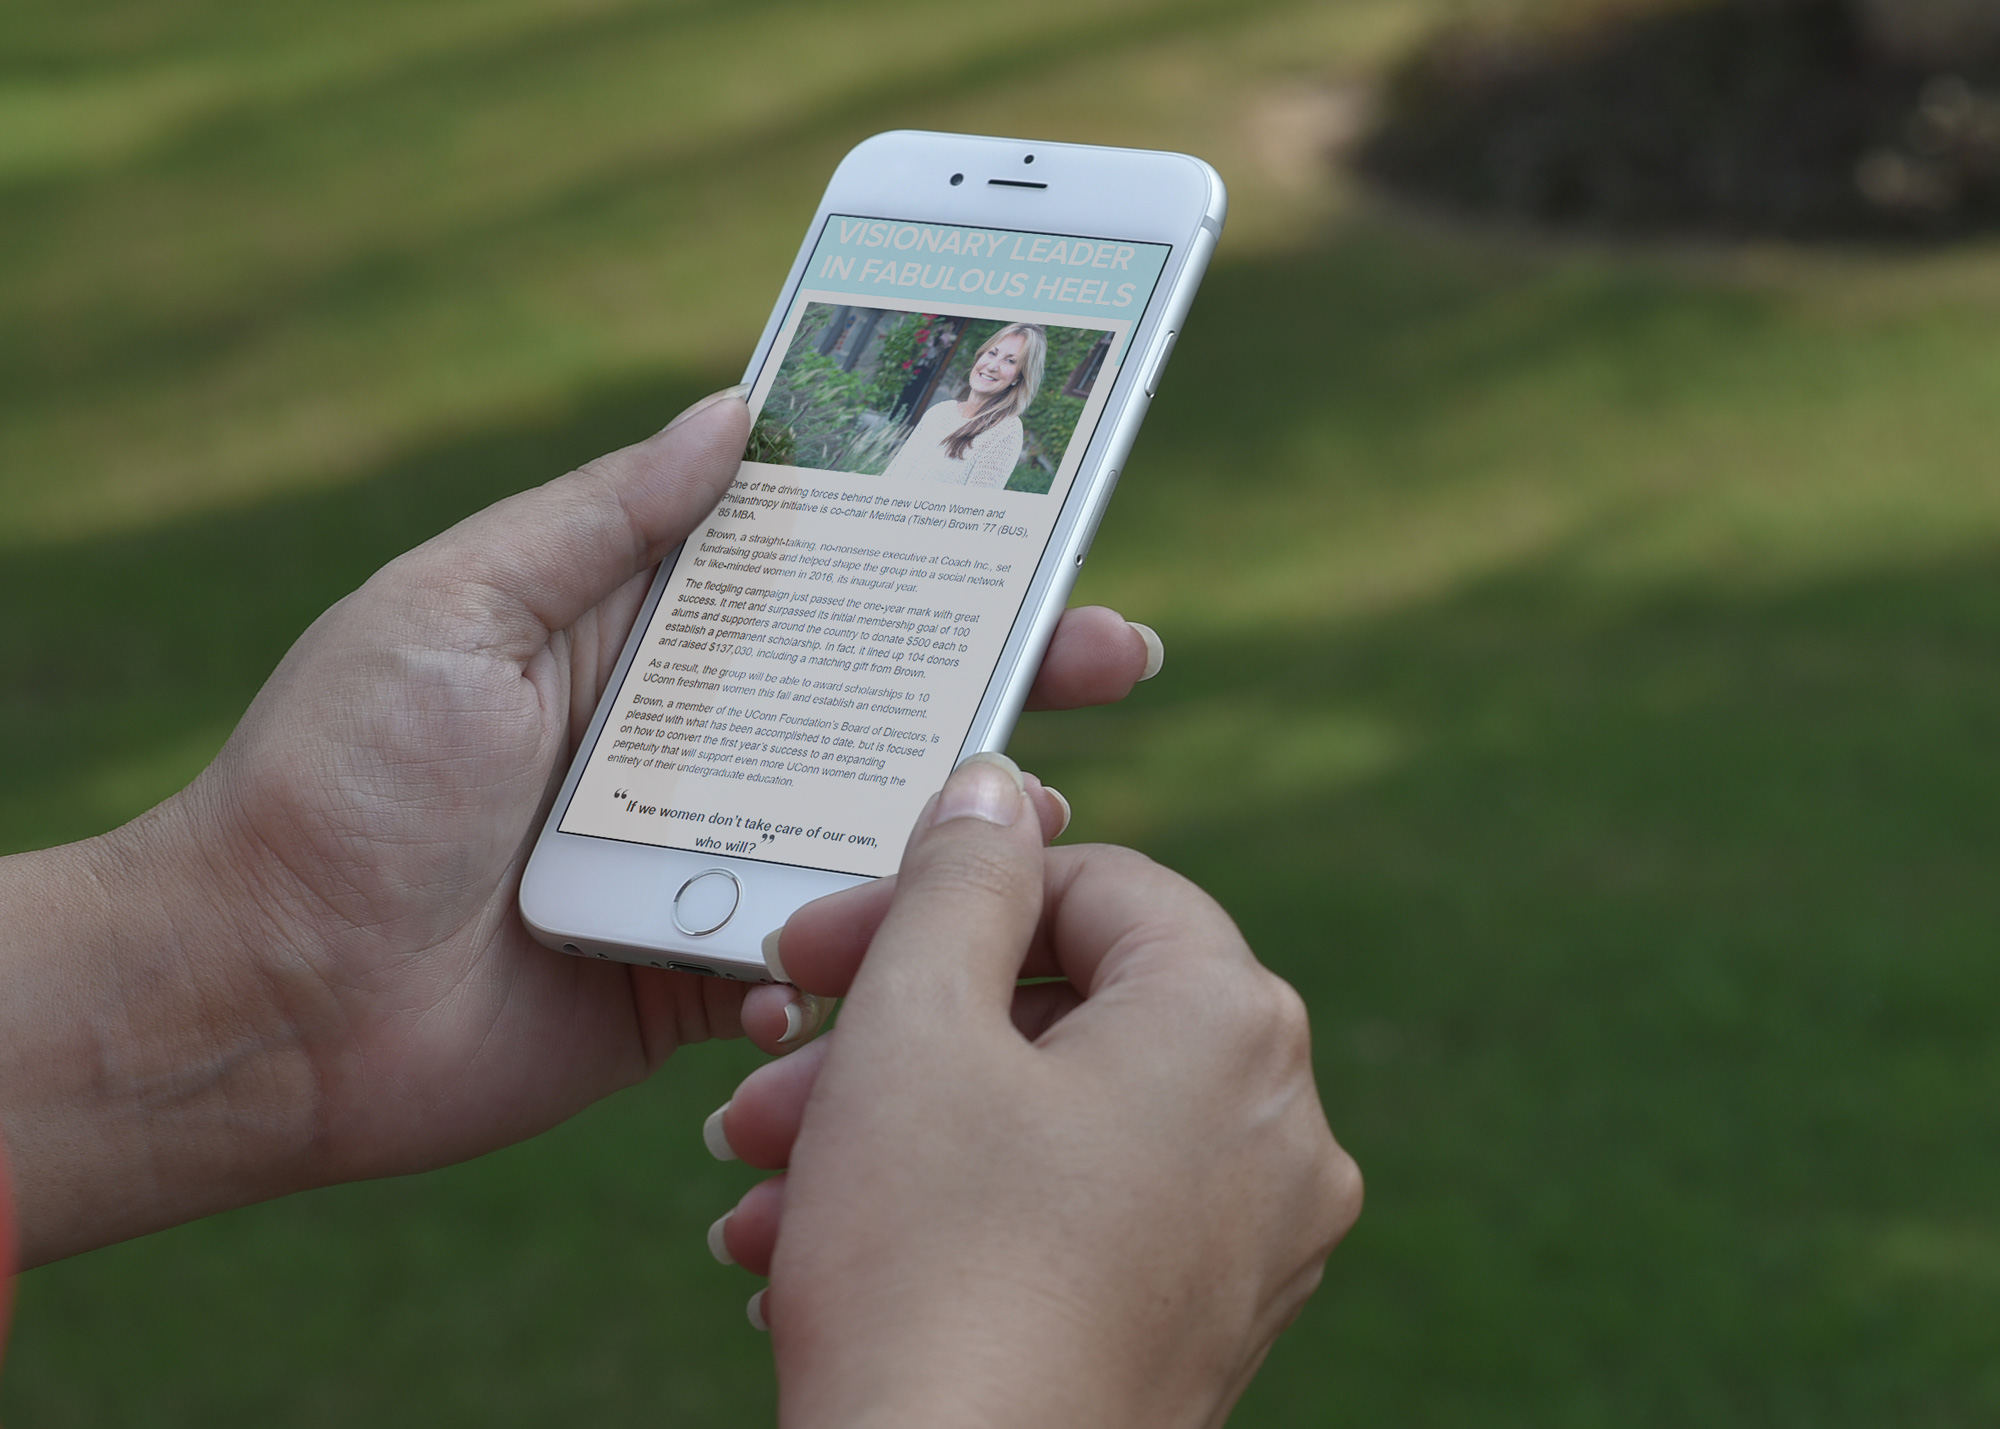 VISIONARY LEADER
IN FABULOUS HEELS
One of the driving forces behind the new UConn Women and
Philanthropy Initiative is co-chair Melinda (Tishler) Brown '77 (BUS),
'85 MBA.
Brown, a straight-talking, no-nonsense executive at Coach Inc., set
fundraising goals and helped shape the group into a social network
for like-minded women in 2016, its inaugural year.
The fledgling campaign just passed the one-year mark with great
success. It met and surpassed its initial membership goal of 100
alums and supporters around the country to donate $500 each to
establish a permanent scholarship. In fact, it lined up 104 donors
and raised $137,030, including a matching gift from Brown.
As a result, the group will be able to award scholarships to 10
UConn freshman women this fall and establish an endowment.
Brown, a member of the UConn Foundation's Board of Directors, is
pleased with what has been accomplished to date, but is focused
on how to convert the first year's success to an expanding
perpetuity that will support even more UConn women during the
entirety of their undergraduate education.
“If we women don't take care of our own,
who will?”